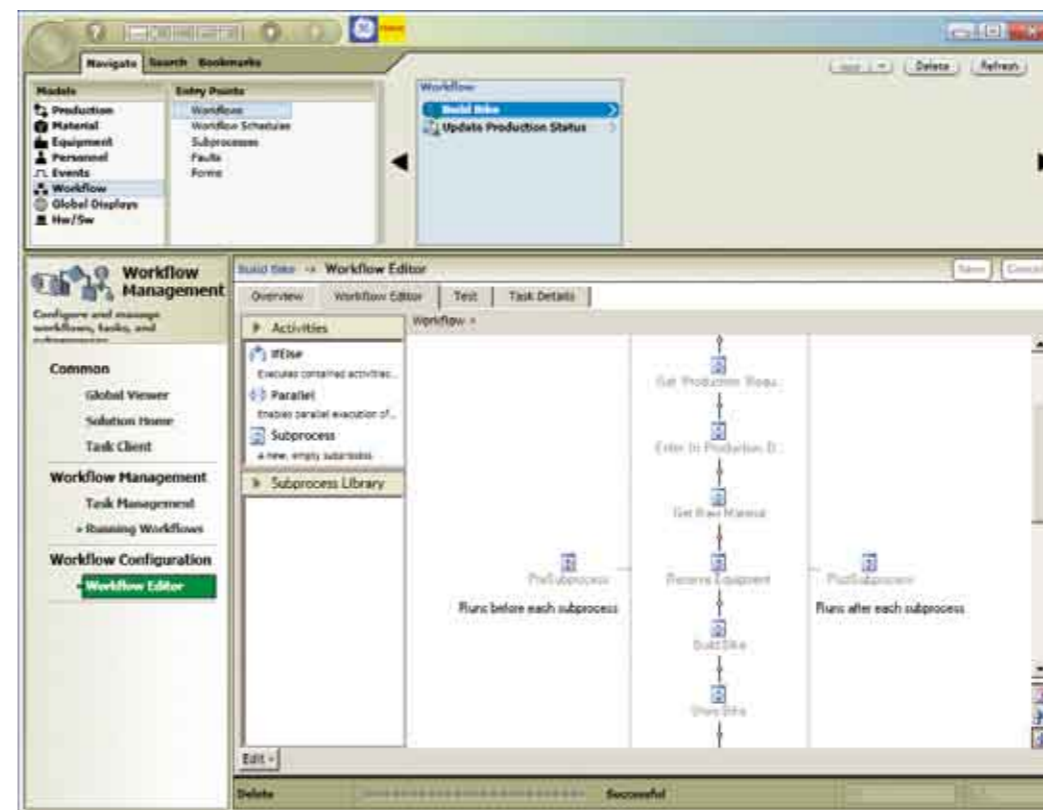 Navigate Search Bookmarks
Delete Refresh
Models
Production
Material
Equipment
Personnel
Events
Workflow
Global Displays
Hw/Sw
Entry Points
Workflows
Workflow Schedules
Subprocesses
Faults
Forms
Workflow
Build Bike
Update Production Status
Workflow Management
Configure and manage
workflows, tasks, and
Common
Global Viewer
Solution Home
Task Client
Workflow Management
Task Management
Running Workflows
Workflow Configuration
Workflow Editor
Build Bike Workflow Editor
Save Cancel
Overview Workflow Editor Test Task Details
Activities
IfElse
Executes contained activities...
Parallel
Enables parallel execution of...
Subprocess
A new, empty subprocess
Subprocess Library
Workflow
Get Production Requ...
Enter In Production D...
Get Raw Material
PreSubprocess
Runs before each subprocess
Reserve Equipment
PostSubprocess
Runs after each subprocess
Build Bike
Store Bike
Edit
Delete
Successful